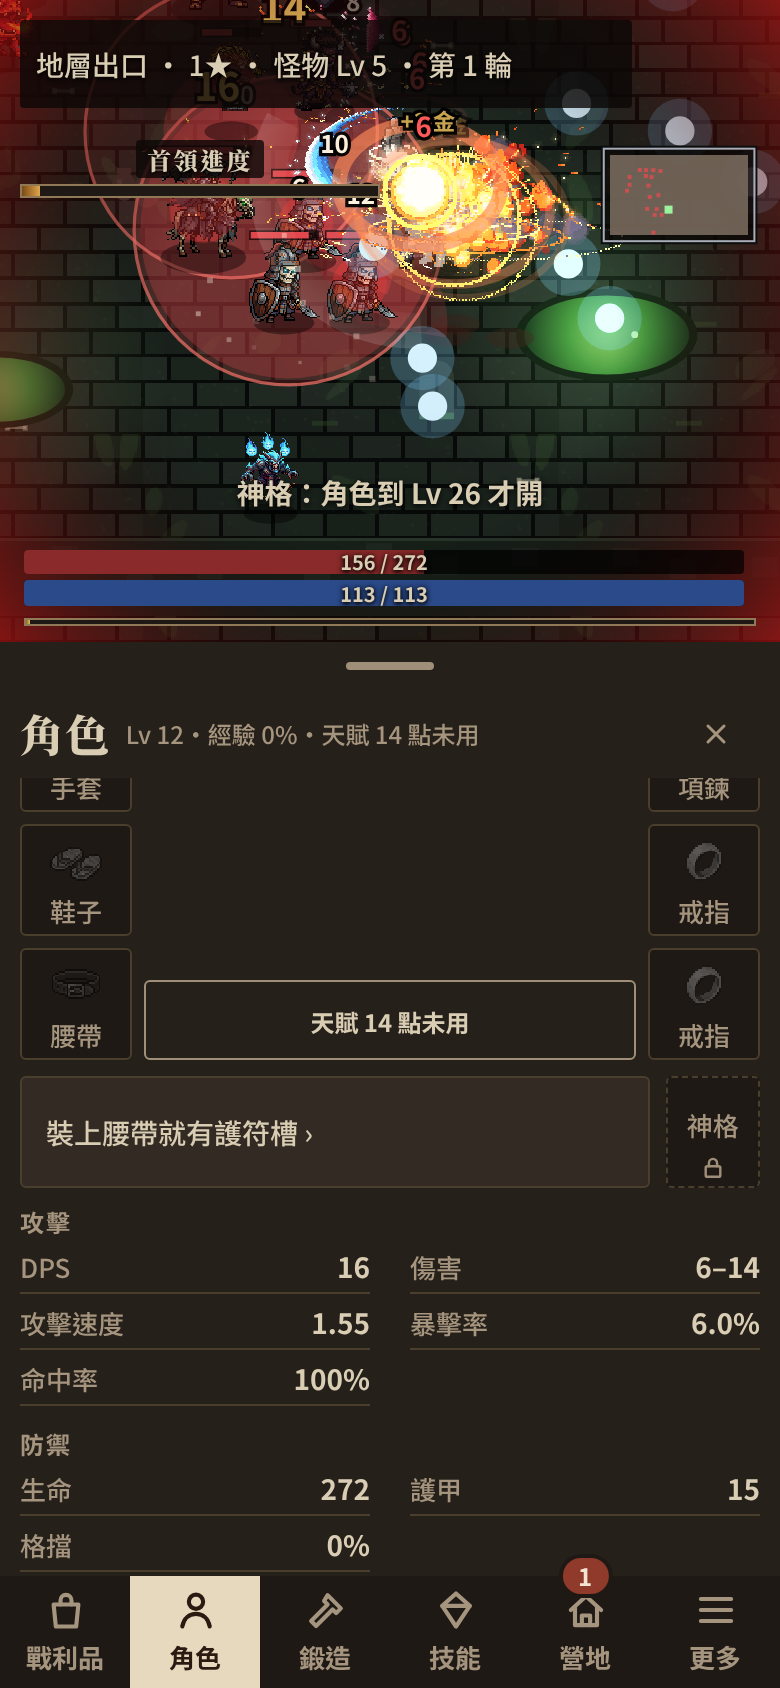 14
8
6
地層出口 • 1★ • 怪物 Lv 5 • 第 1 輪
160
6
+6金
10
首領進度
12
神格：角色到 Lv 26 才開
156 / 272
113 / 113
角色 Lv 12・經驗 0%・天賦 14 點未用
手套 項鍊
鞋子 戒指
腰帶 天賦 14 點未用 戒指
裝上腰帶就有護符槽 › 神格
攻擊
DPS 16 傷害 6–14
攻擊速度 1.55 暴擊率 6.0%
命中率 100%
防禦
生命 272 護甲 15
格擋 0%
1
戰利品 角色 鍛造 技能 營地 更多